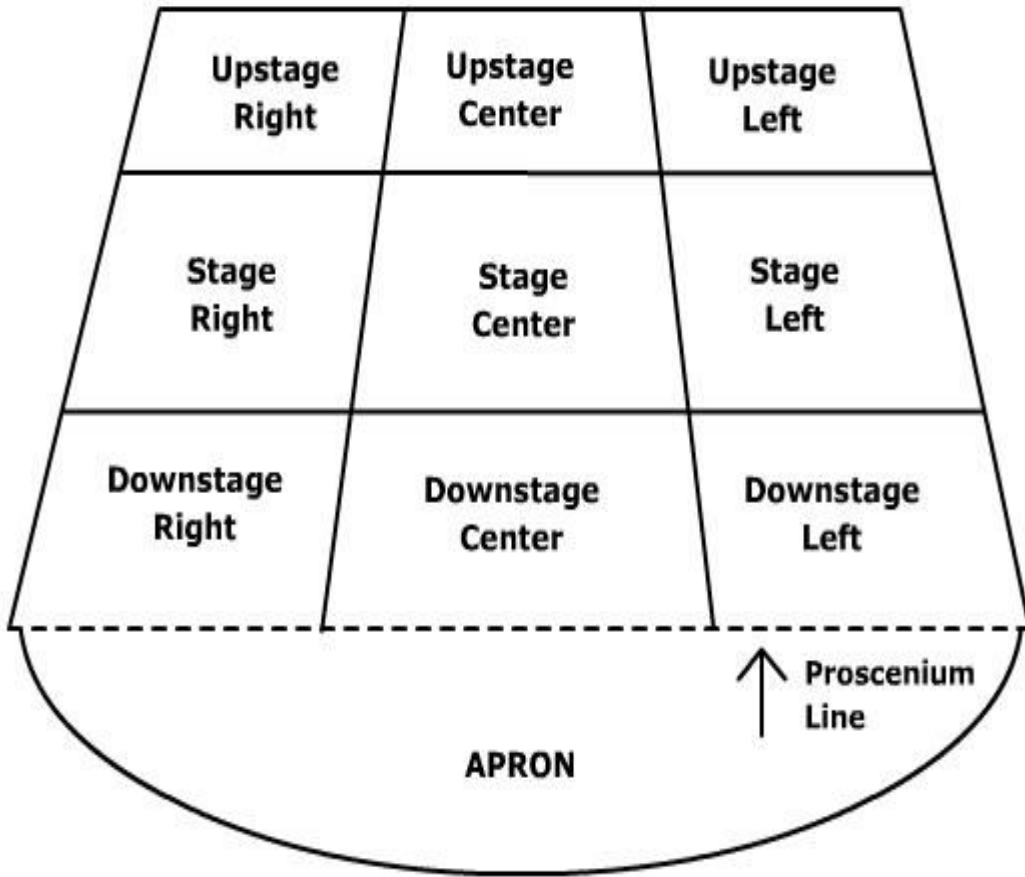 Upstage
Right
Upstage
Center
Upstage
Left
Stage
Right
Stage
Center
Stage
Left
Downstage
Right
Downstage
Center
Downstage
Left
Proscenium
Line
APRON